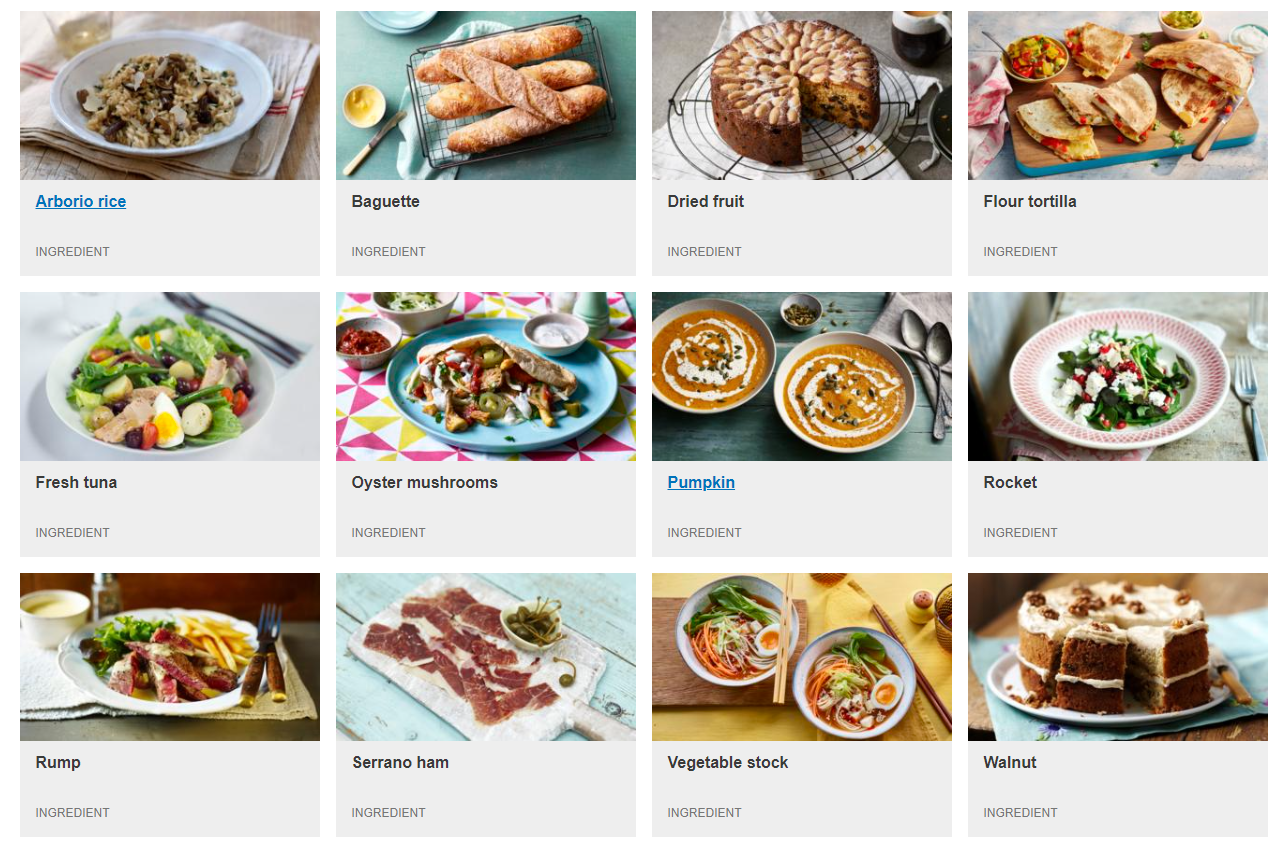 Arborio rice
INGREDIENT
Baguette
INGREDIENT
Dried fruit
INGREDIENT
Flour tortilla
INGREDIENT
Fresh tuna
INGREDIENT
Oyster mushrooms
INGREDIENT
Pumpkin
INGREDIENT
Rocket
INGREDIENT
Rump
INGREDIENT
Serrano ham
INGREDIENT
Vegetable stock
INGREDIENT
Walnut
INGREDIENT